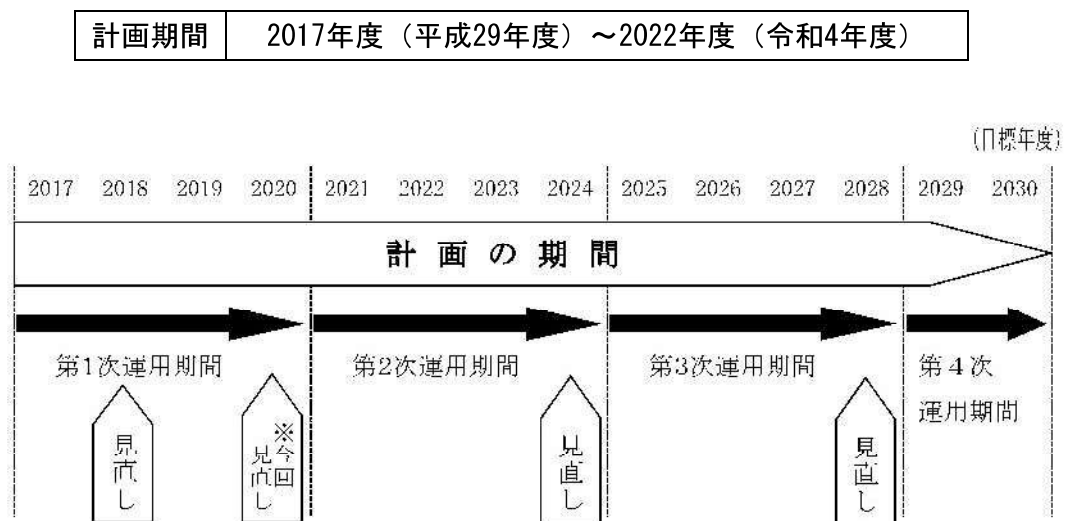 計画期間 2017年度（平成29年度）～2022年度（令和4年度）
(目標年度)
2017 2018 2019 2020 2021 2022 2023 2024 2025 2026 2027 2028 2029 2030
計画の期間
第1次運用期間 第2次運用期間 第3次運用期間 第4次
運用期間
見直し
※今回
見直し
見直し
見直し